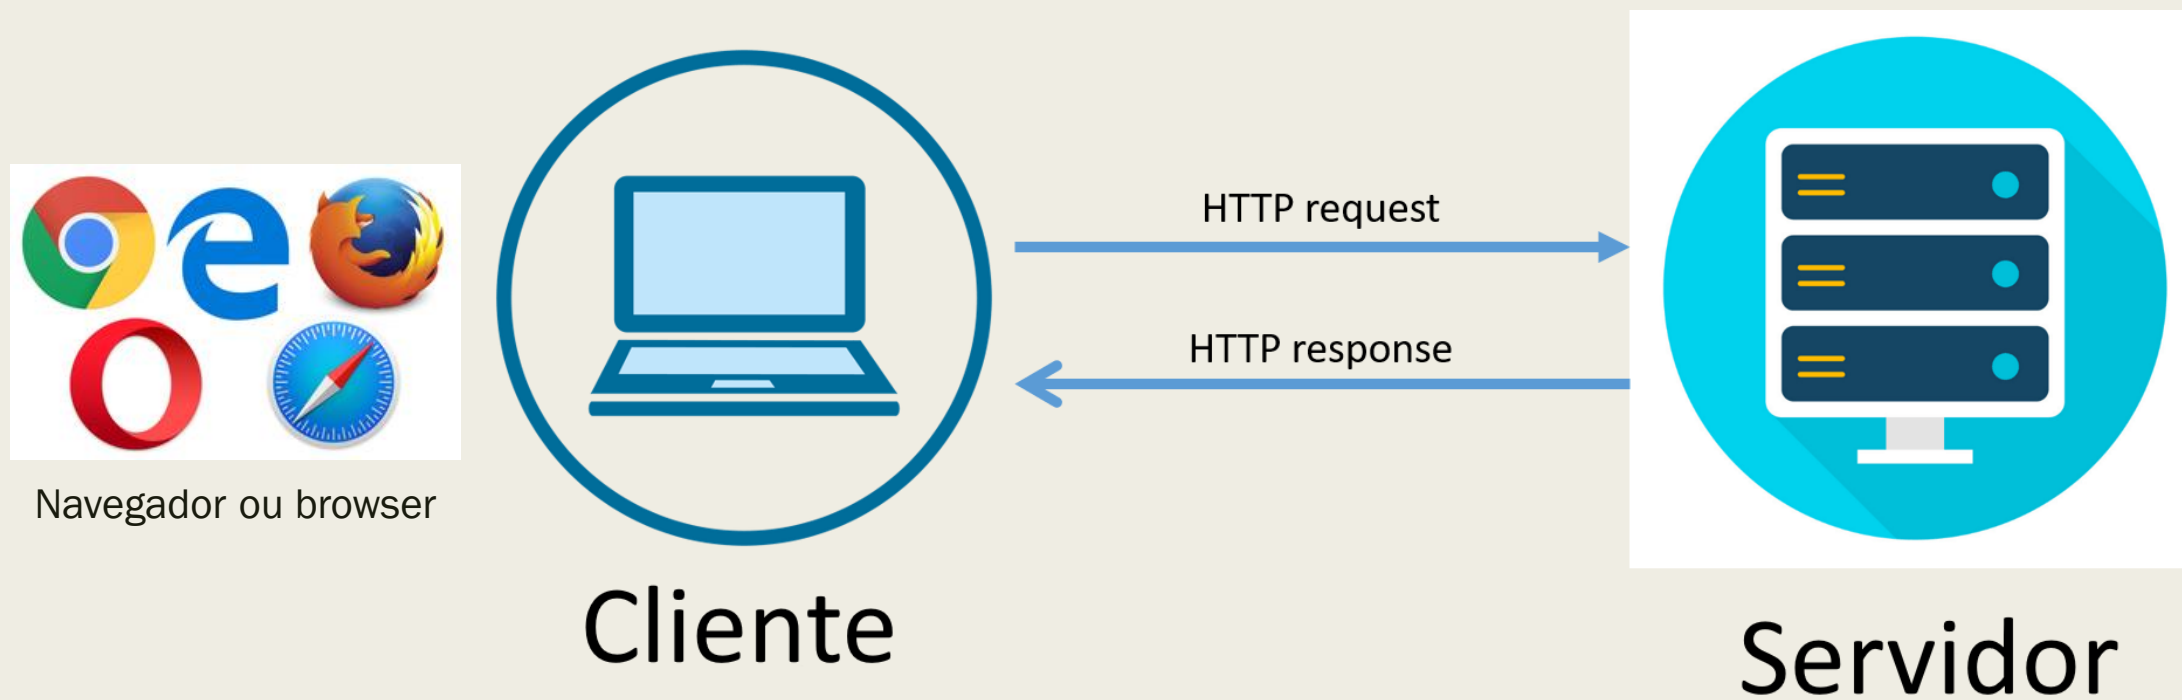 HTTP request
HTTP response
Navegador ou browser
Cliente
Servidor